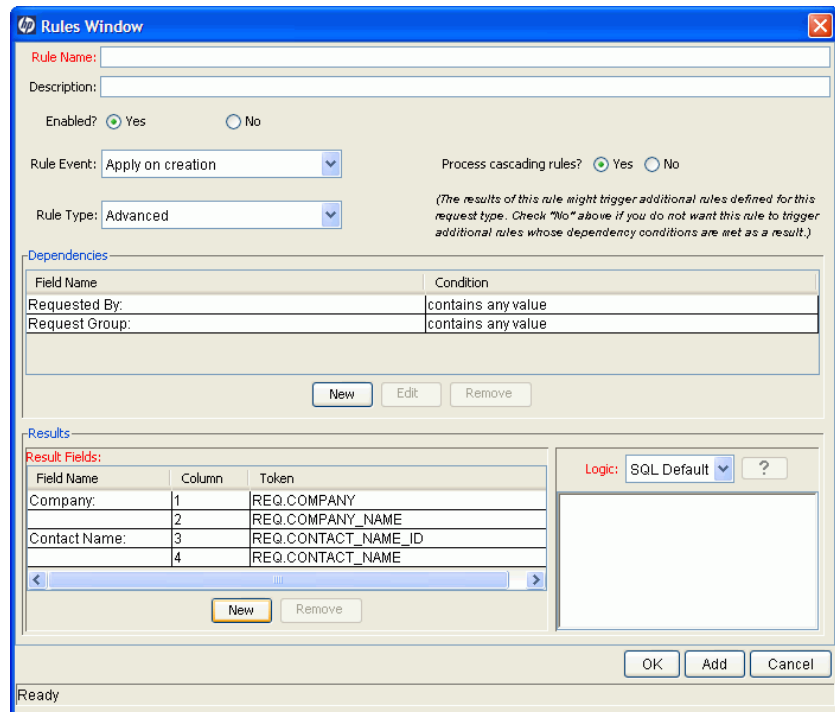 hp Rules Window
Rule Name:
Description:
Enabled? Yes No
Rule Event: Apply on creation Process cascading rules? Yes No
Rule Type: Advanced
(The results of this rule might trigger additional rules defined for this
request type. Check "No" above if you do not want this rule to trigger
additional rules whose dependency conditions are met as a result.)
Dependencies
Field Name Condition
Requested By: contains any value
Request Group: contains any value
New Edit Remove
Results
Result Fields:
Logic: SQL Default ?
Field Name Column Token
Company: 1 REQ.COMPANY
2 REQ.COMPANY_NAME
Contact Name: 3 REQ.CONTACT_NAME_ID
4 REQ.CONTACT_NAME
New Remove
OK Add Cancel
Ready